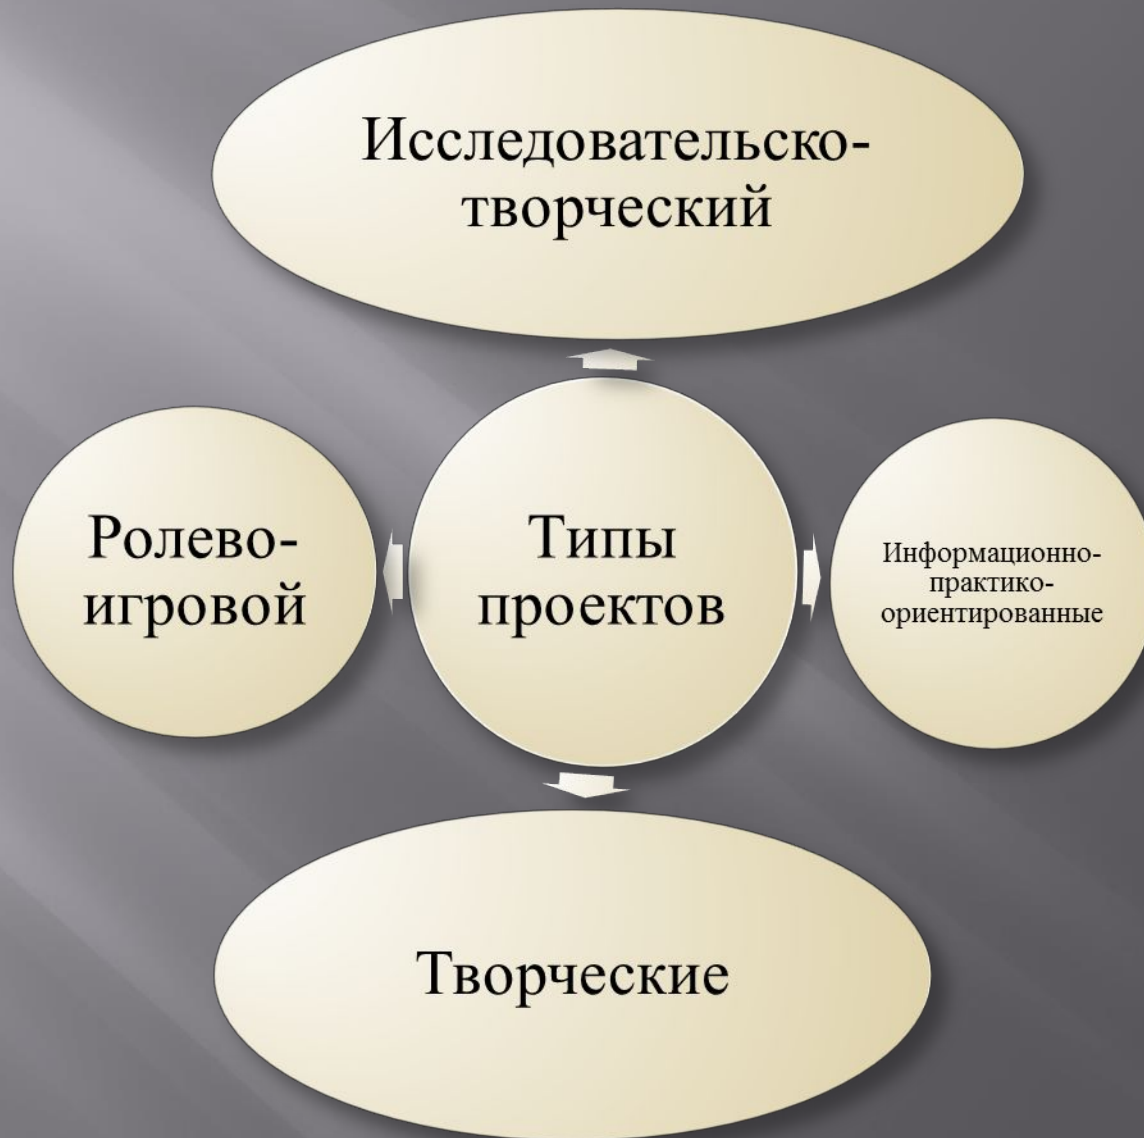 Исследовательско-
творческий
Ролево-
игровой
Типы
проектов
Информационно-
практико-
ориентированные
Творческие